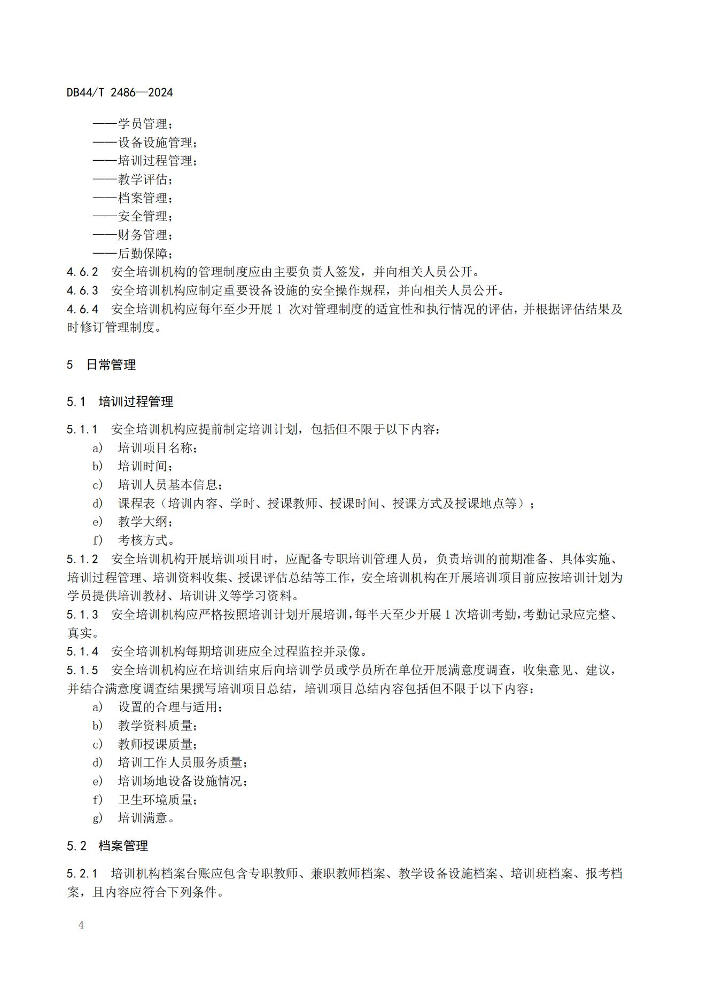 DB44/T 2486—2024
——学员管理；
——设备设施管理；
——培训过程管理；
——教学评估；
——档案管理；
——安全管理；
——财务管理；
——后勤保障；
4.6.2 安全培训机构的管理制度应由主要负责人签发，并向相关人员公开。
4.6.3 安全培训机构应制定重要设备设施的安全操作规程，并向相关人员公开。
4.6.4 安全培训机构应每年至少开展 1 次对管理制度的适宜性和执行情况的评估，并根据评估结果及
时修订管理制度。
5 日常管理
5.1 培训过程管理
5.1.1 安全培训机构应提前制定培训计划，包括但不限于以下内容：
a) 培训项目名称；
b) 培训时间；
c) 培训人员基本信息；
d) 课程表（培训内容、学时、授课教师、授课时间、授课方式及授课地点等）；
e) 教学大纲；
f) 考核方式。
5.1.2 安全培训机构开展培训项目时，应配备专职培训管理人员，负责培训的前期准备、具体实施、
培训过程管理、培训资料收集、授课评估总结等工作，安全培训机构在开展培训项目前应按培训计划为
学员提供培训教材、培训讲义等学习资料。
5.1.3 安全培训机构应严格按照培训计划开展培训，每半天至少开展 1 次培训考勤，考勤记录应完整、
真实。
5.1.4 安全培训机构每期培训班应全过程监控并录像。
5.1.5 安全培训机构应在培训结束后向培训学员或学员所在单位开展满意度调查，收集意见、建议，
并结合满意度调查结果撰写培训项目总结，培训项目总结内容包括但不限于以下内容：
a) 设置的合理与适用；
b) 教学资料质量；
c) 教师授课质量；
d) 培训工作人员服务质量；
e) 培训场地设备设施情况；
f) 卫生环境质量；
g) 培训满意。
5.2 档案管理
5.2.1 培训机构档案台账应包含专职教师、兼职教师档案、教学设备设施档案、培训班档案、报考档
案，且内容应符合下列条件。
4